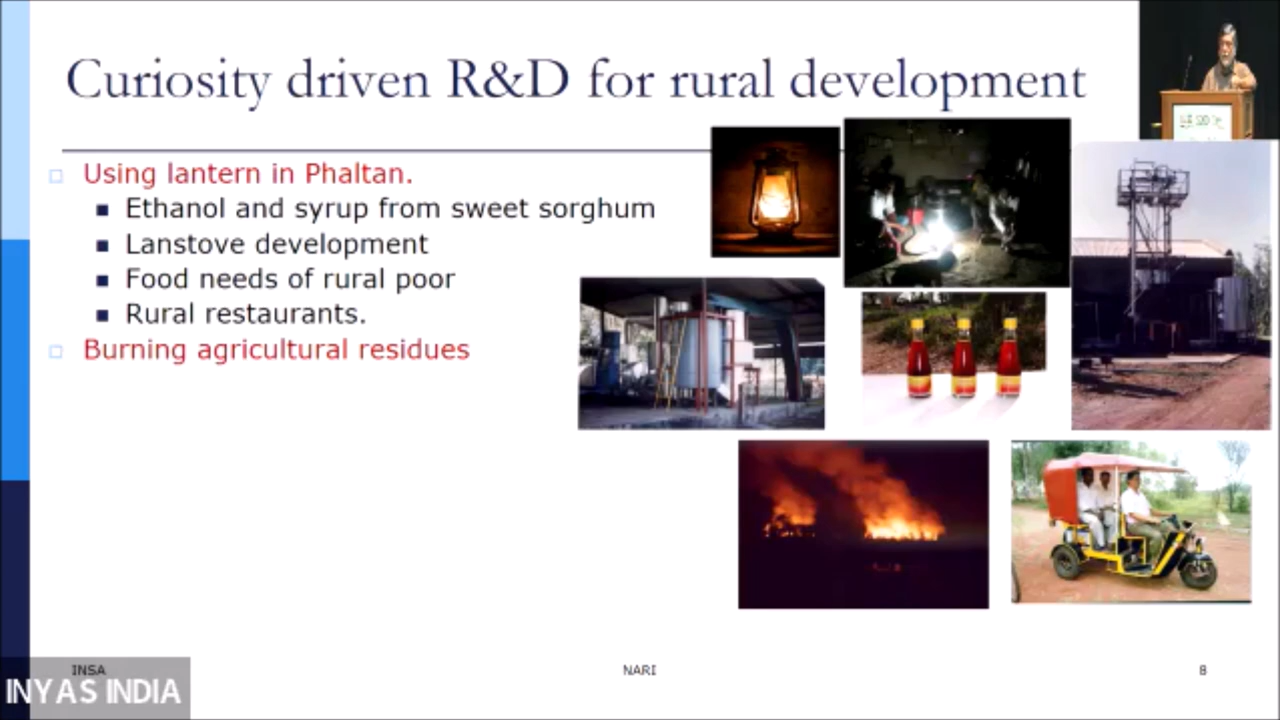 Curiosity driven R&D for rural development
Using lantern in Phaltan.
Ethanol and syrup from sweet sorghum
Lanstove development
Food needs of rural poor
Rural restaurants.
Burning agricultural residues
INSA
NARI
8
INYAS INDIA